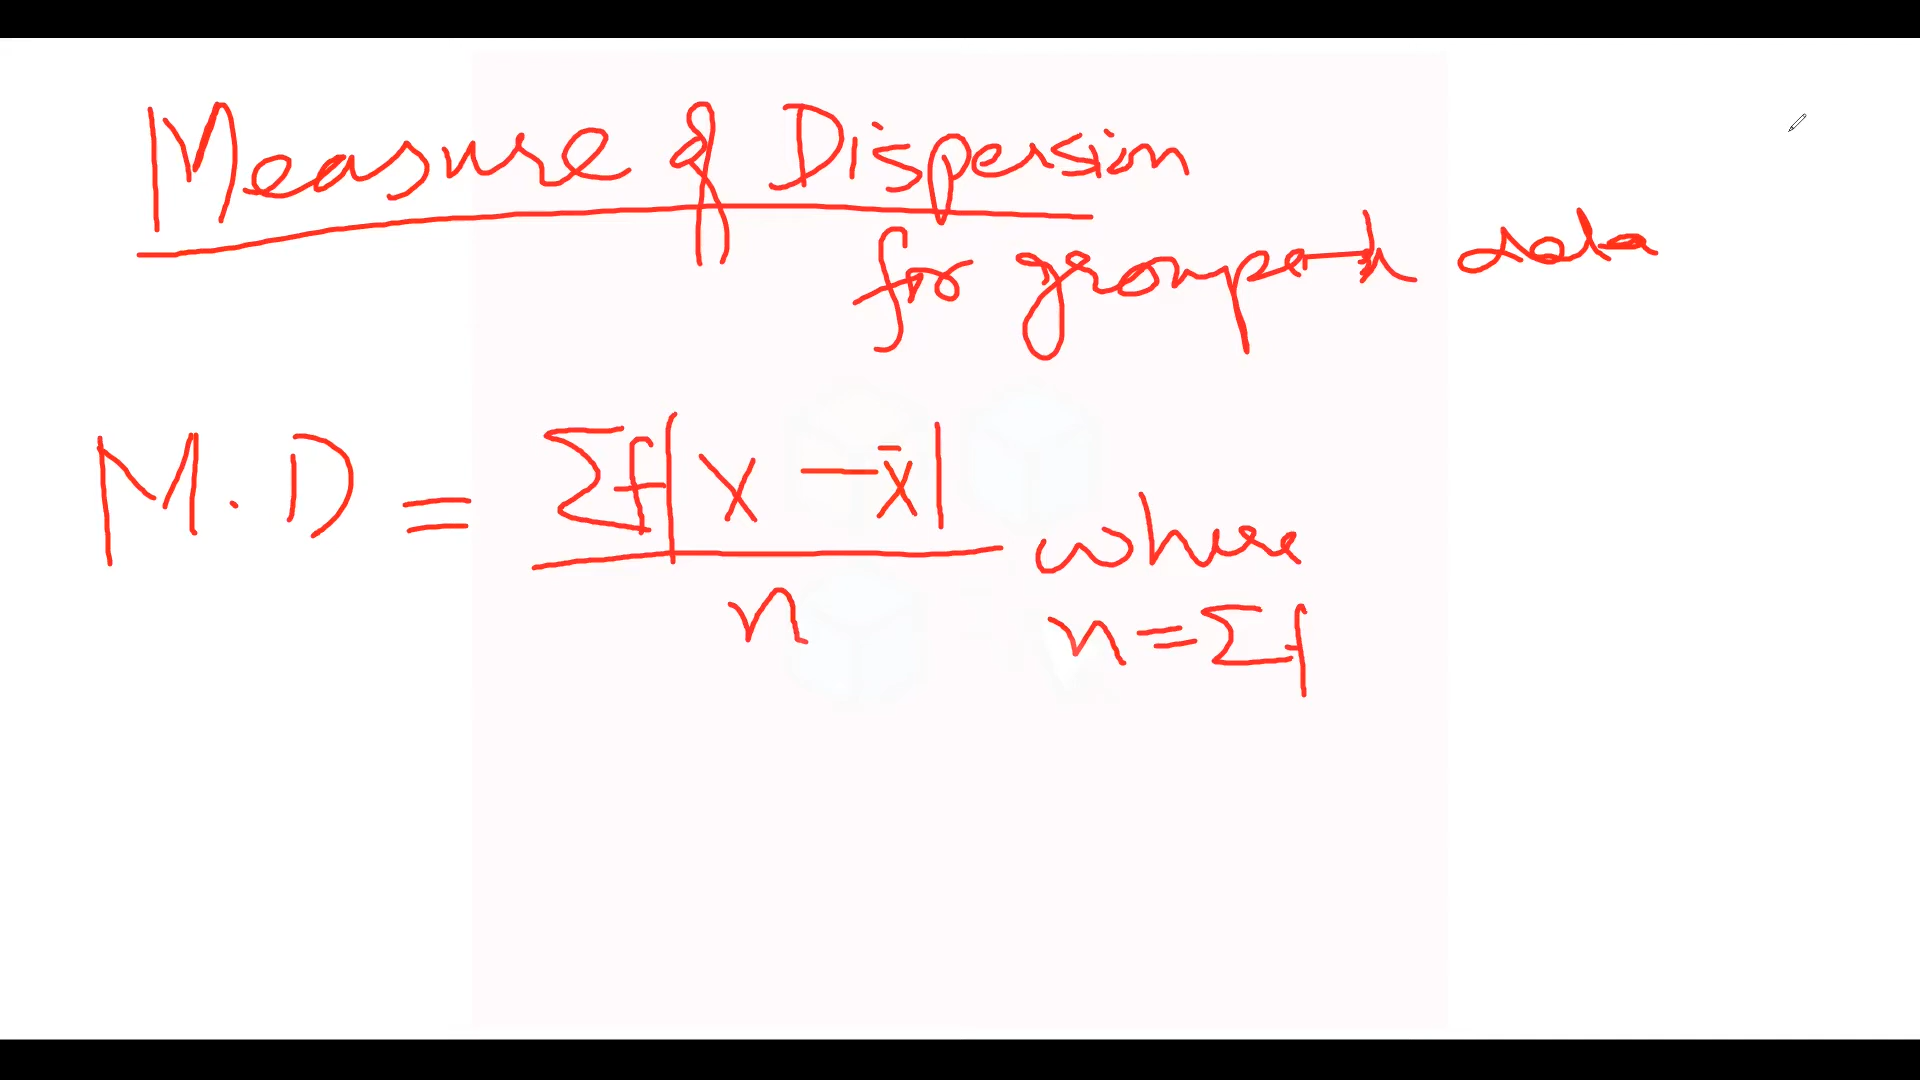 Measure of Dispersion
for grouped data
M.D = Σf|x - x̄| / n where
n = Σf